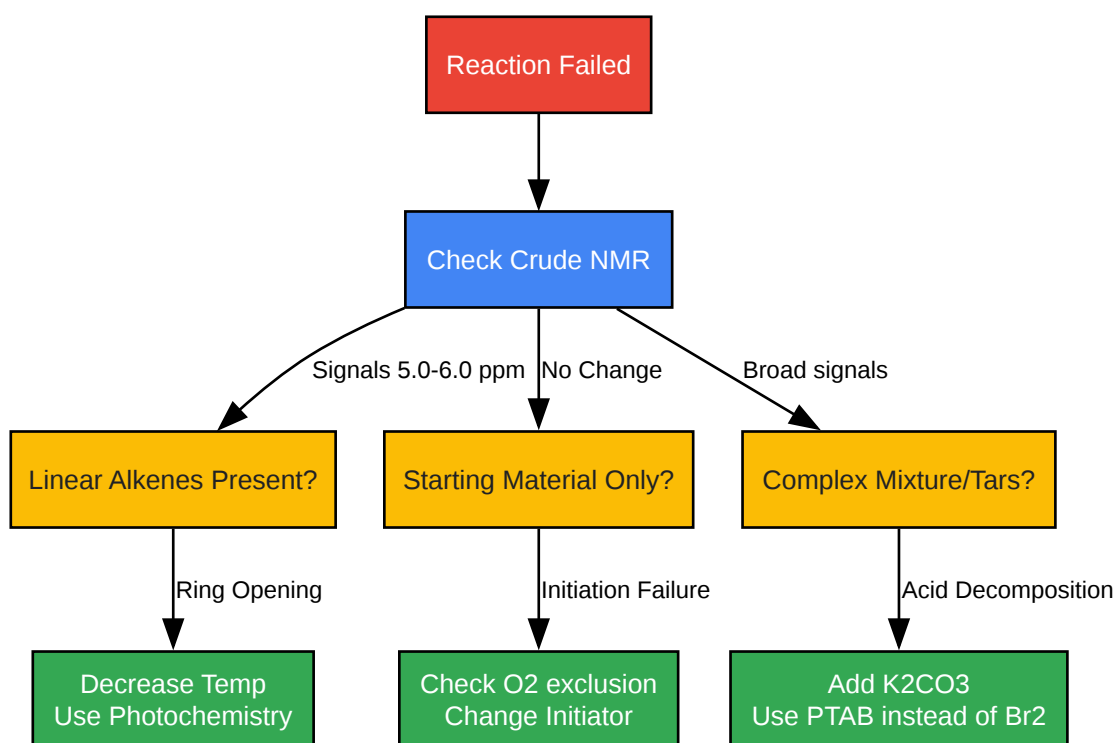 Reaction Failed
Check Crude NMR
Signals 5.0-6.0 ppm
No Change
Broad signals
Linear Alkenes Present?
Starting Material Only?
Complex Mixture/Tars?
Ring Opening
Initiation Failure
Acid Decomposition
Decrease Temp
Use Photochemistry
Check O2 exclusion
Change Initiator
Add K2CO3
Use PTAB instead of Br2